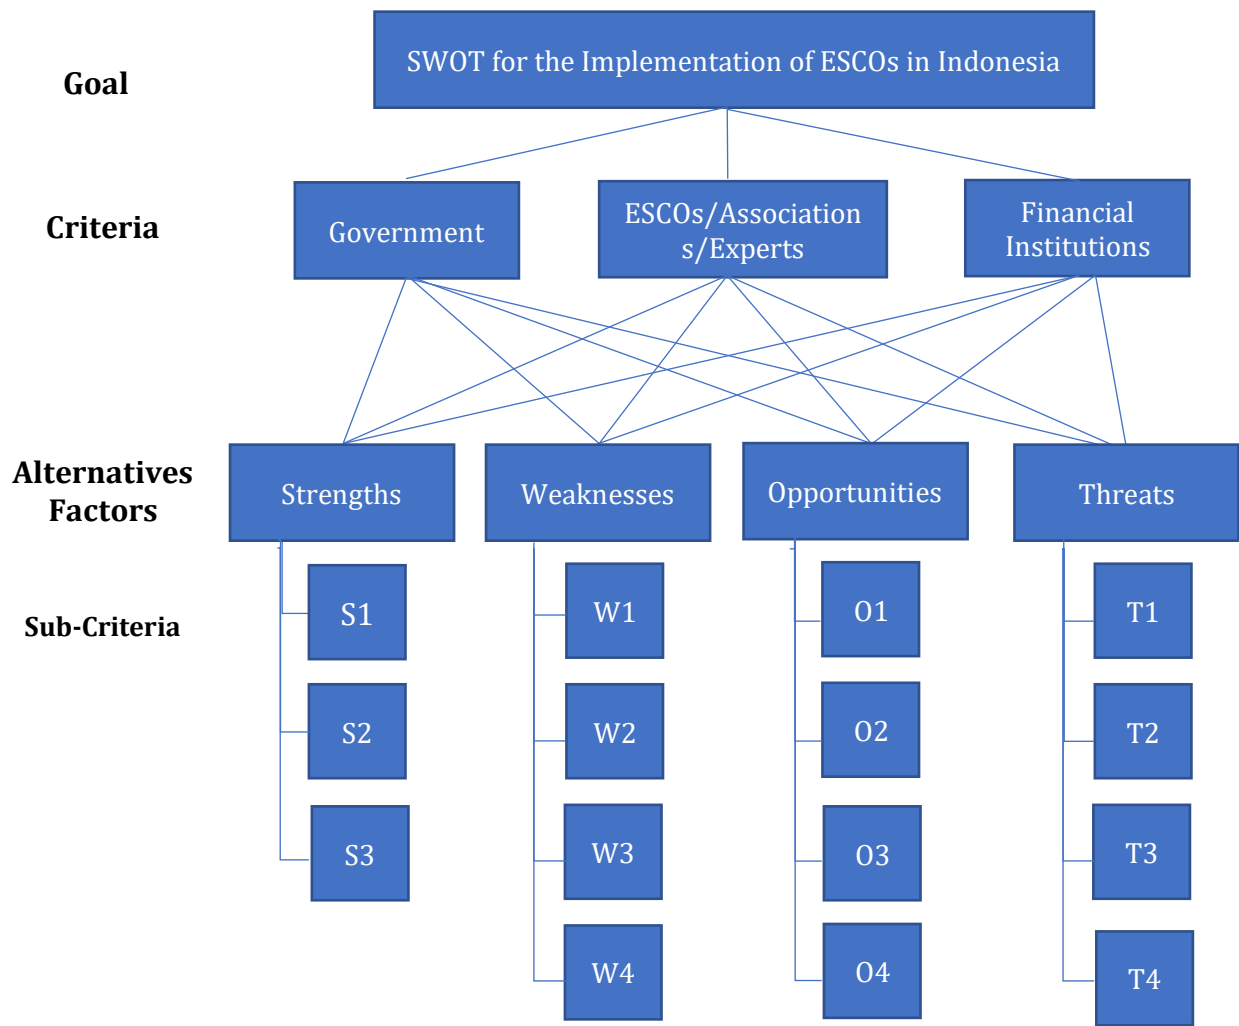 SWOT for the Implementation of ESCOs in Indonesia
Goal
Criteria
Government
ESCOs/Association
s/Experts
Financial
Institutions
Alternatives
Factors
Strengths
Weaknesses
Opportunities
Threats
Sub-Criteria
S1
W1
O1
T1
S2
W2
O2
T2
S3
W3
O3
T3
W4
O4
T4